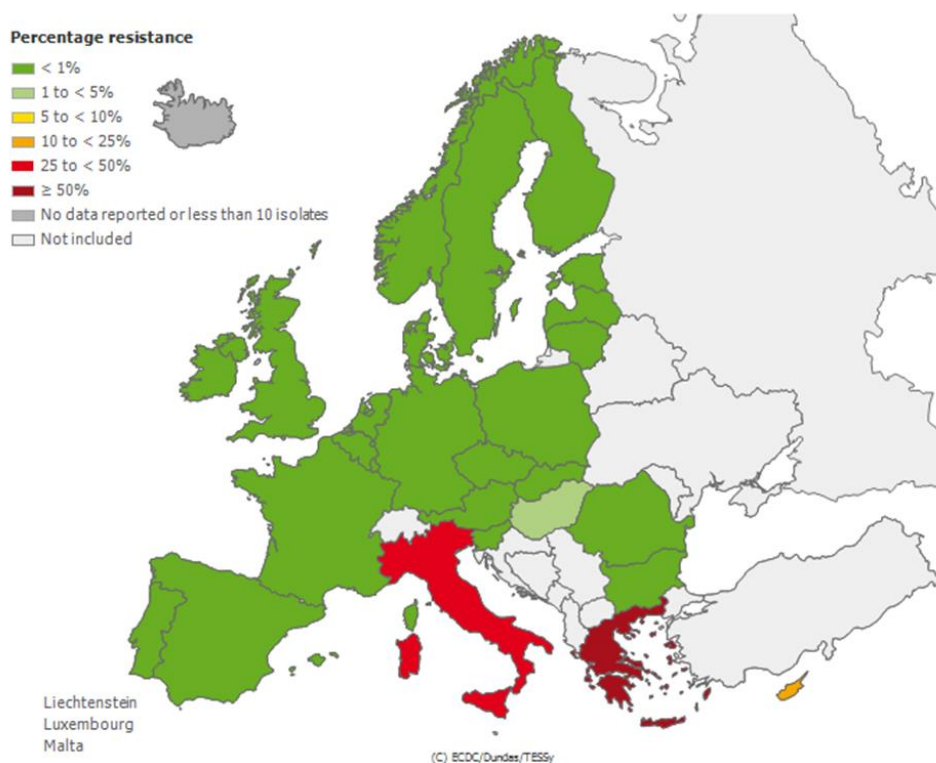 Percentage resistance
< 1%
1 to < 5%
5 to < 10%
10 to < 25%
25 to < 50%
≥ 50%
No data reported or less than 10 isolates
Not included
Liechtenstein
Luxembourg
Malta
(C) ECDC/Dundas/TESSy